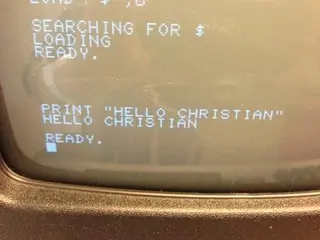 SEARCHING FOR $
LOADING
READY.
PRINT "HELLO CHRISTIAN"
HELLO CHRISTIAN
READY.